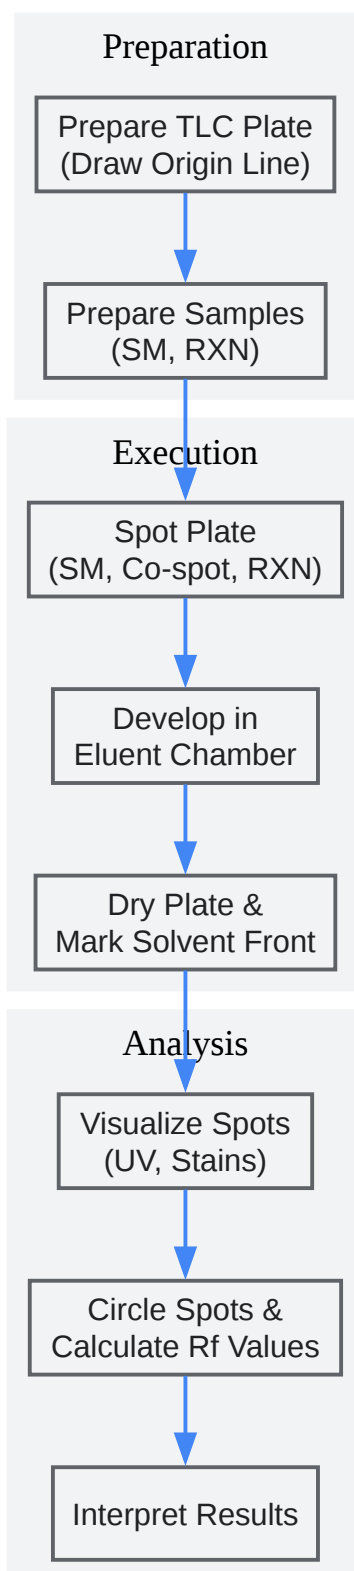 Preparation
Prepare TLC Plate
(Draw Origin Line)
Prepare Samples
(SM, RXN)
Execution
Spot Plate
(SM, Co-spot, RXN)
Develop in
Eluent Chamber
Dry Plate &
Mark Solvent Front
Analysis
Visualize Spots
(UV, Stains)
Circle Spots &
Calculate Rf Values
Interpret Results